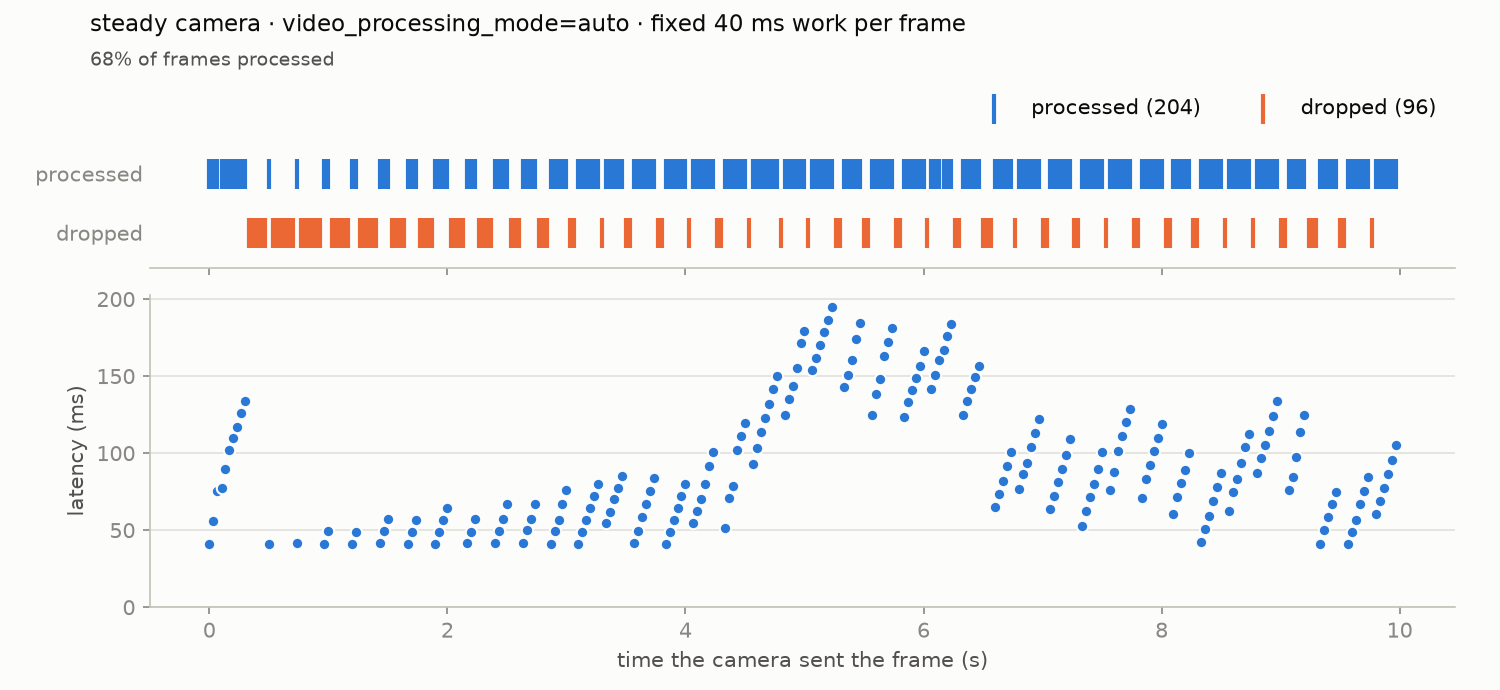 steady camera · video_processing_mode=auto · fixed 40 ms work per frame
68% of frames processed
processed (204) dropped (96)
processed
dropped
200
150
100
50
0
latency (ms)
0 2 4 6 8 10
time the camera sent the frame (s)